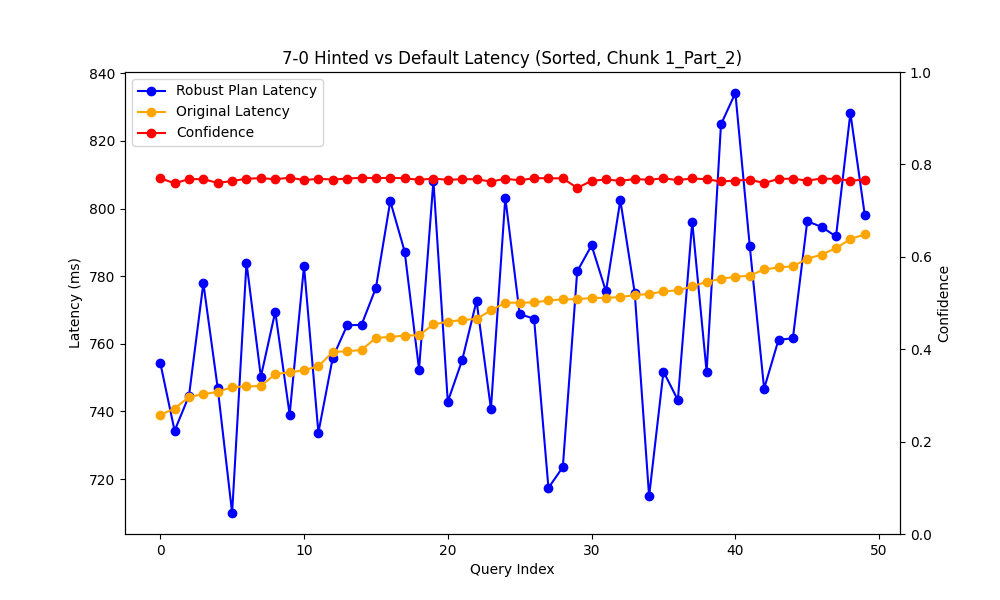 7-0 Hinted vs Default Latency (Sorted, Chunk 1_Part_2)
Robust Plan Latency
Original Latency
Confidence
840
820
800
780
760
740
720
Latency (ms)
1.0
0.8
0.6
0.4
0.2
0.0
Confidence
0
10
20
30
40
50
Query Index